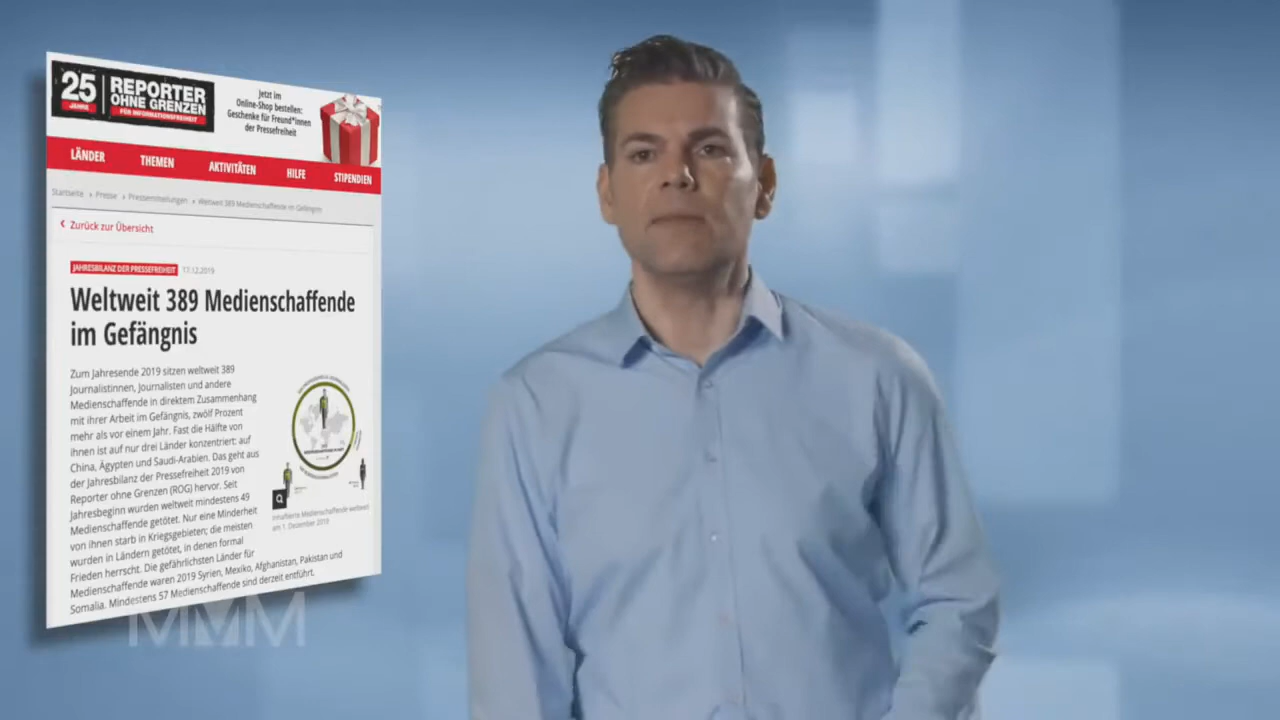 25
JAHRE
REPORTER
OHNE GRENZEN
FÜR INFORMATIONSFREIHEIT
Jetzt im
Online-Shop bestellen:
Geschenke für Freund*innen
der Pressefreiheit
LÄNDER THEMEN AKTIVITÄTEN HILFE STIPENDIEN
Startseite › Presse › Pressemitteilungen › Weltweit 389 Medienschaffende im Gefängnis
‹ Zurück zur Übersicht
JAHRESBILANZ DER PRESSEFREIHEIT 17.12.2019
Weltweit 389 Medienschaffende
im Gefängnis
Zum Jahresende 2019 sitzen weltweit 389
Journalistinnen, Journalisten und andere
Medienschaffende in direktem Zusammenhang
mit ihrer Arbeit im Gefängnis, zwölf Prozent
mehr als vor einem Jahr. Fast die Hälfte von
ihnen ist auf nur drei Länder konzentriert: auf
China, Ägypten und Saudi-Arabien. Das geht aus
der Jahresbilanz der Pressefreiheit 2019 von
Reporter ohne Grenzen (ROG) hervor. Seit
Jahresbeginn wurden weltweit mindestens 49
Medienschaffende getötet. Nur eine Minderheit
von ihnen starb in Kriegsgebieten; die meisten
wurden in Ländern getötet, in denen formal
Frieden herrscht. Die gefährlichsten Länder für
Medienschaffende waren 2019 Syrien, Mexiko, Afghanistan, Pakistan und
Somalia. Mindestens 57 Medienschaffende sind derzeit entführt.
Inhaftierte Medienschaffende weltweit
am 1. Dezember 2019
MMM